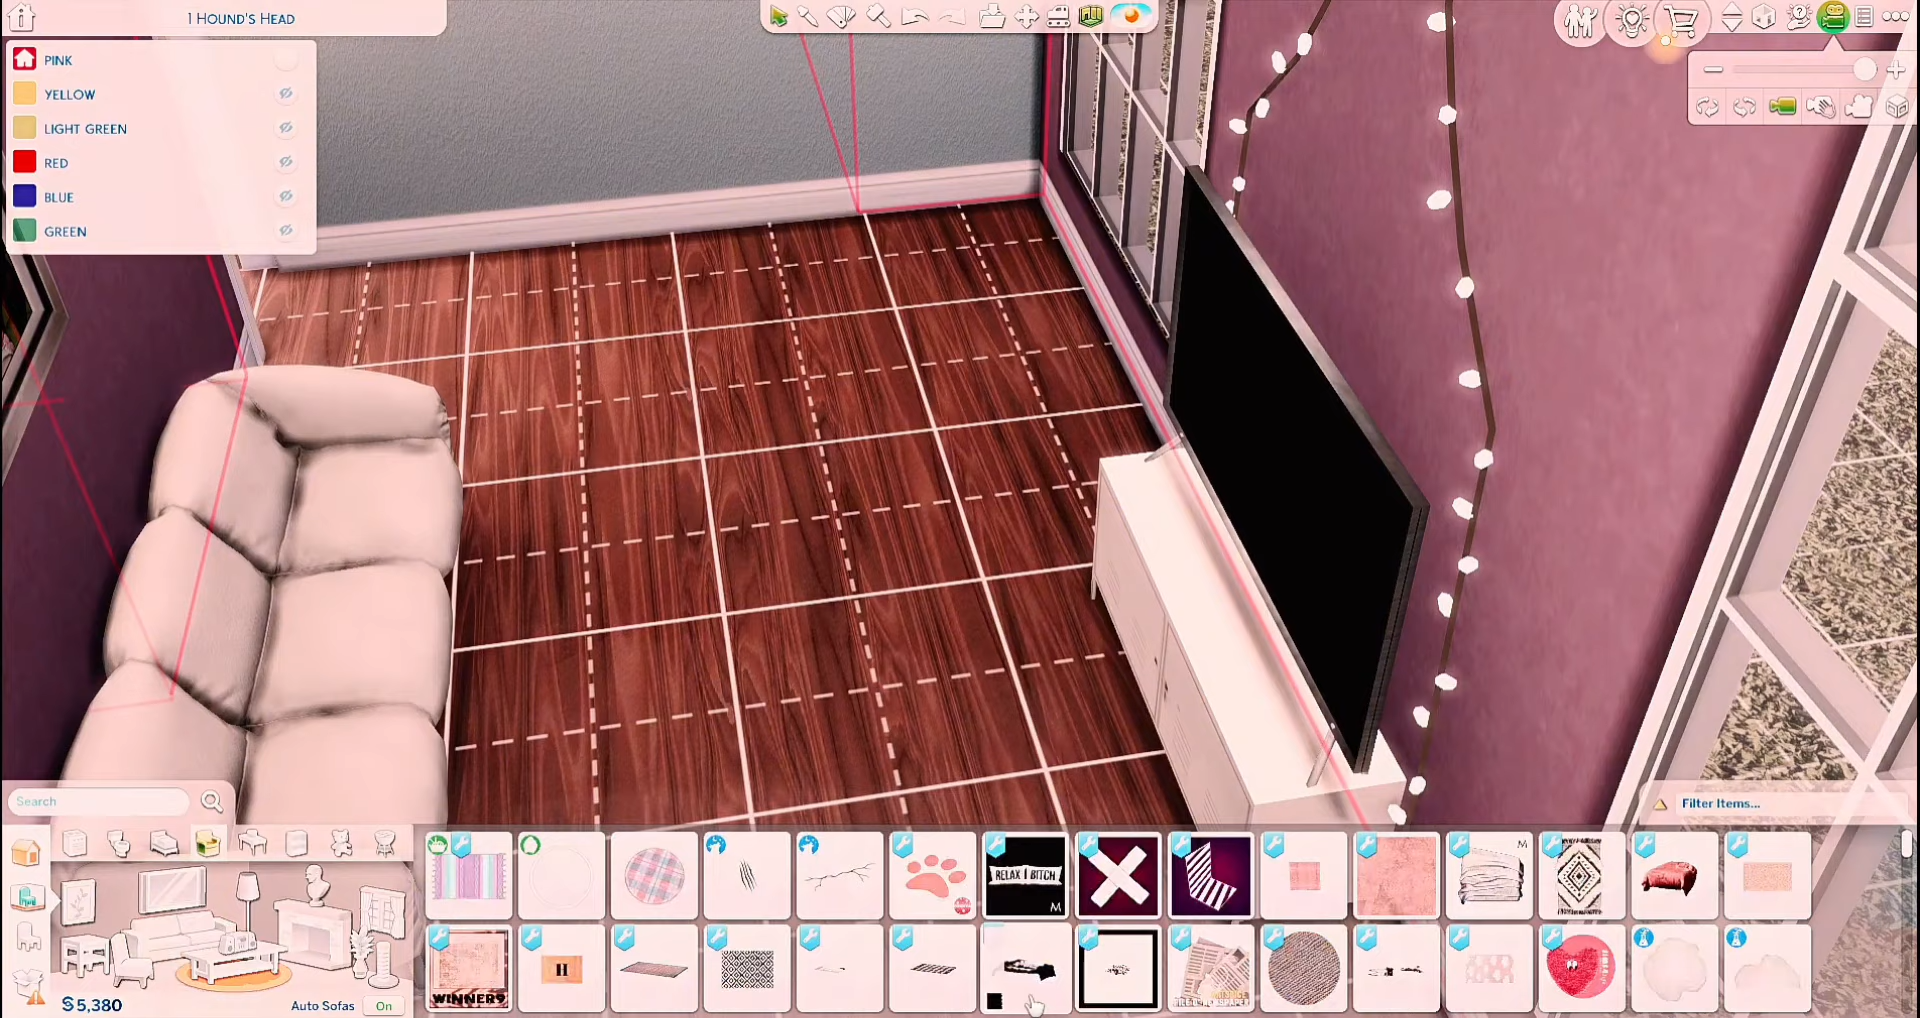 1 HOUND'S HEAD
PINK
YELLOW
LIGHT GREEN
RED
BLUE
GREEN
Search
Filter Items...
RELAX
BITCH
M
M
WINNER9
H
§5,380
Auto Sofas On